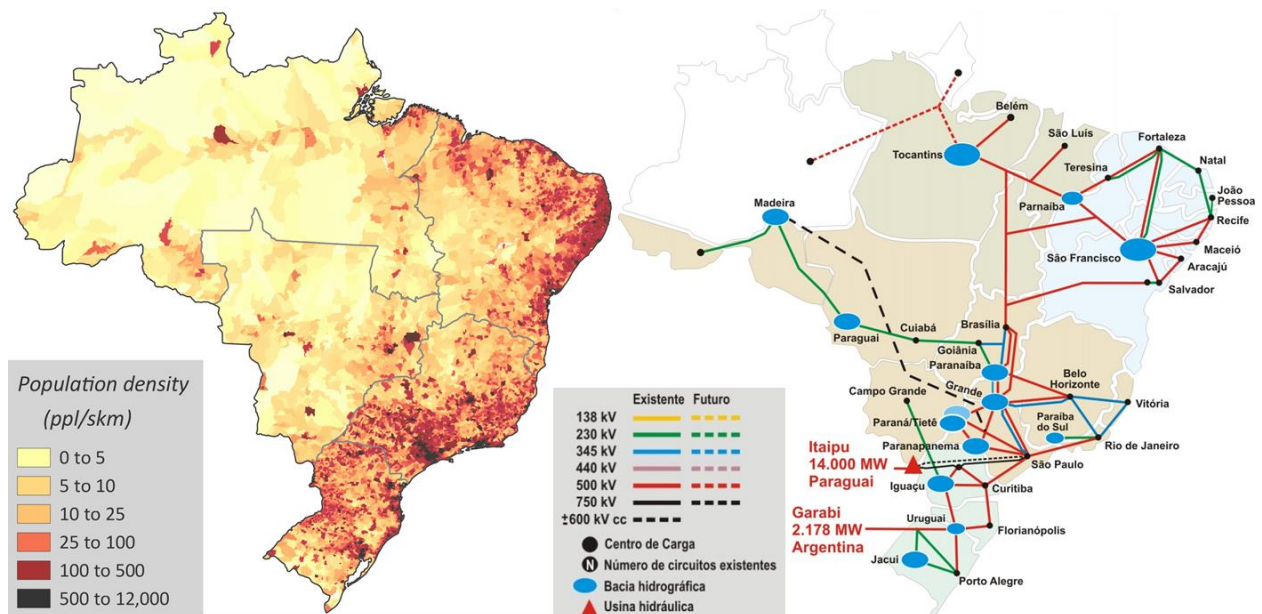 Population density
(ppl/skm)
0 to 5
5 to 10
10 to 25
25 to 100
100 to 500
500 to 12,000
Belém
São Luís
Fortaleza
Tocantins
Teresina
Natal
João
Pessoa
Madeira
Parnaíba
Recife
São Francisco
Maceió
Aracajú
Salvador
Brasília
Cuiabá
Paraguai
Goiânia
Paranaíba
Belo
Horizonte
Campo Grande
Grande
Vitória
Paraíba
do Sul
Paraná/Tietê
Paranapanema
Rio de Janeiro
Itaipu
14.000 MW
Paraguai
São Paulo
Iguaçu
Curitiba
Garabi
2.178 MW
Argentina
Uruguai
Florianópolis
Jacui
Porto Alegre
Existente Futuro
138 kV
230 kV
345 kV
440 kV
500 kV
750 kV
±600 kV cc
Centro de Carga
N Número de circuitos existentes
Bacia hidrográfica
Usina hidráulica